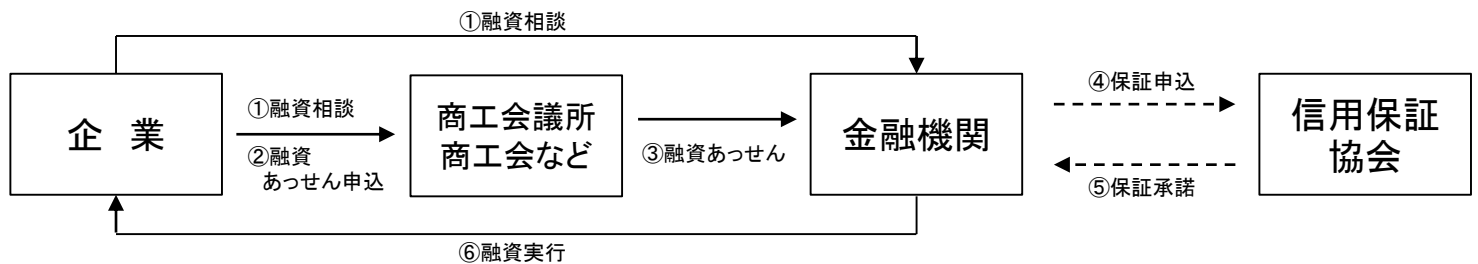 ①融資相談
企　業
①融資相談
②融資
あっせん申込
商工会議所
商工会など
③融資あっせん
金融機関
④保証申込
⑤保証承諾
信用保証
協会
⑥融資実行